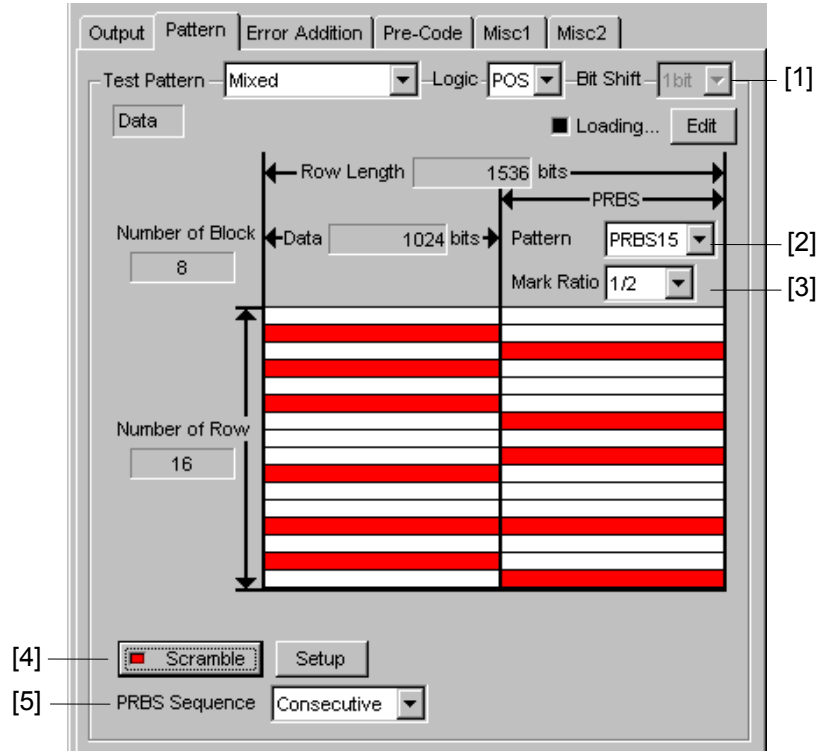 Output Pattern Error Addition Pre-Code Misc1 Misc2
Test Pattern Mixed Logic POS Bit Shift 1bit [1]
Data Loading... Edit
Row Length 1536 bits
PRBS
Number of Block Data 1024 bits Pattern PRBS15 [2]
8 Mark Ratio 1/2 [3]
Number of Row
16
[4] Scramble Setup
[5] PRBS Sequence Consecutive